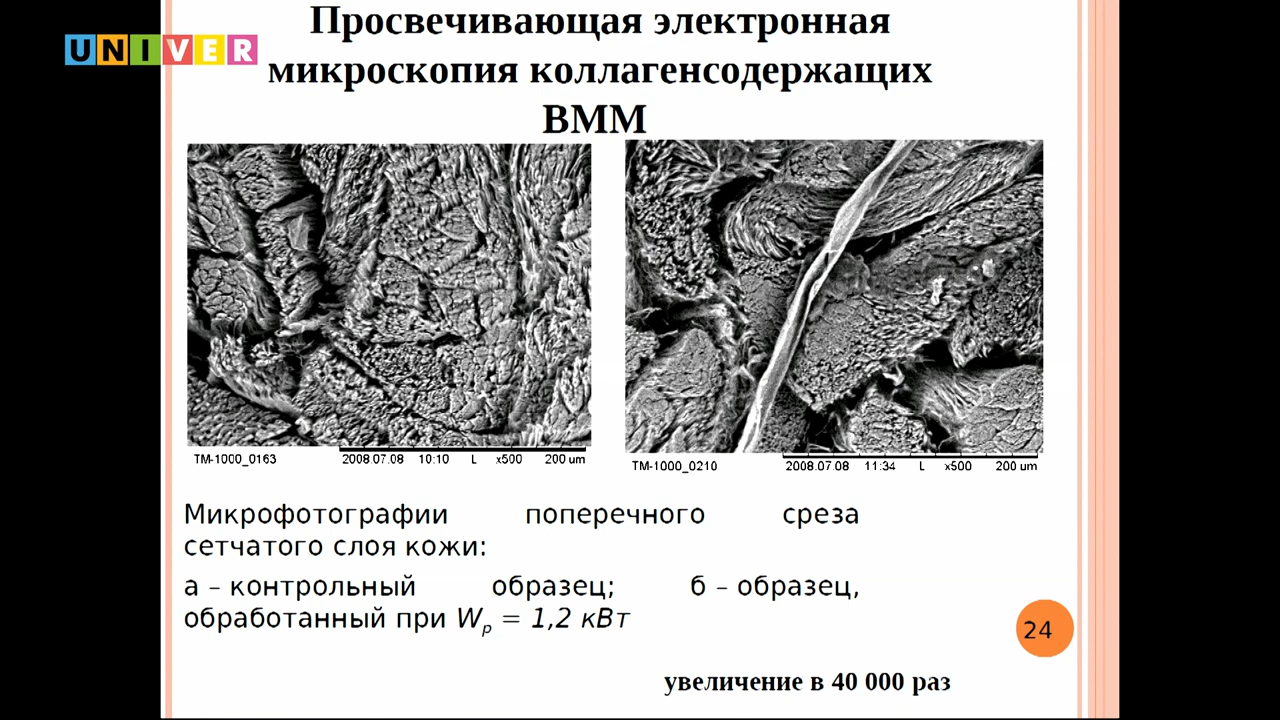 UNIVER
Просвечивающая электронная
микроскопия коллагенсодержащих
ВММ
TM-1000_0163 2008.07.08 10:10 L x500 200 um
TM-1000_0210 2008.07.08 11:34 L x500 200 um
Микрофотографии поперечного среза
сетчатого слоя кожи:
а – контрольный образец; б – образец,
обработанный при Wp = 1,2 кВт
24
увеличение в 40 000 раз